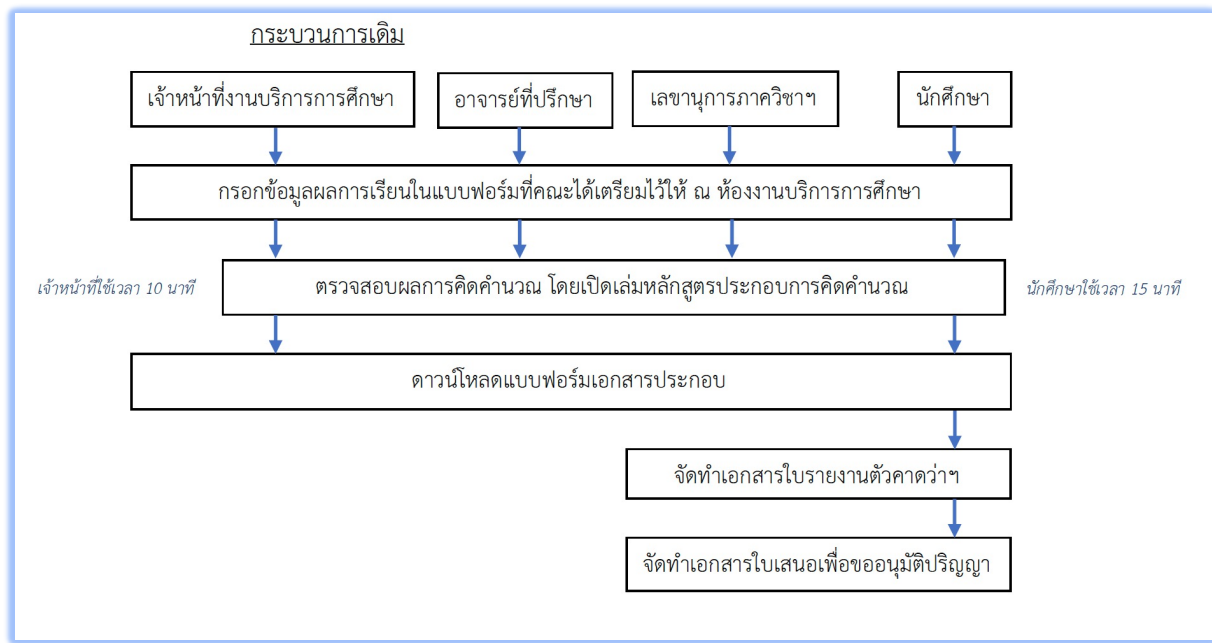 กระบวนการเดิม
เจ้าหน้าที่งานบริการการศึกษา
อาจารย์ที่ปรึกษา
เลขานุการภาควิชาฯ
นักศึกษา
กรอกข้อมูลผลการเรียนในแบบฟอร์มที่คณะได้เตรียมไว้ให้ ณ ห้องงานบริการการศึกษา
เจ้าหน้าที่ใช้เวลา 10 นาที
ตรวจสอบผลการคิดคำนวณ โดยเปิดเล่มหลักสูตรประกอบการคิดคำนวณ
นักศึกษาใช้เวลา 15 นาที
ดาวน์โหลดแบบฟอร์มเอกสารประกอบ
จัดทำเอกสารใบรายงานตัวคาดว่าฯ
จัดทำเอกสารใบเสนอเพื่อขออนุมัติปริญญา